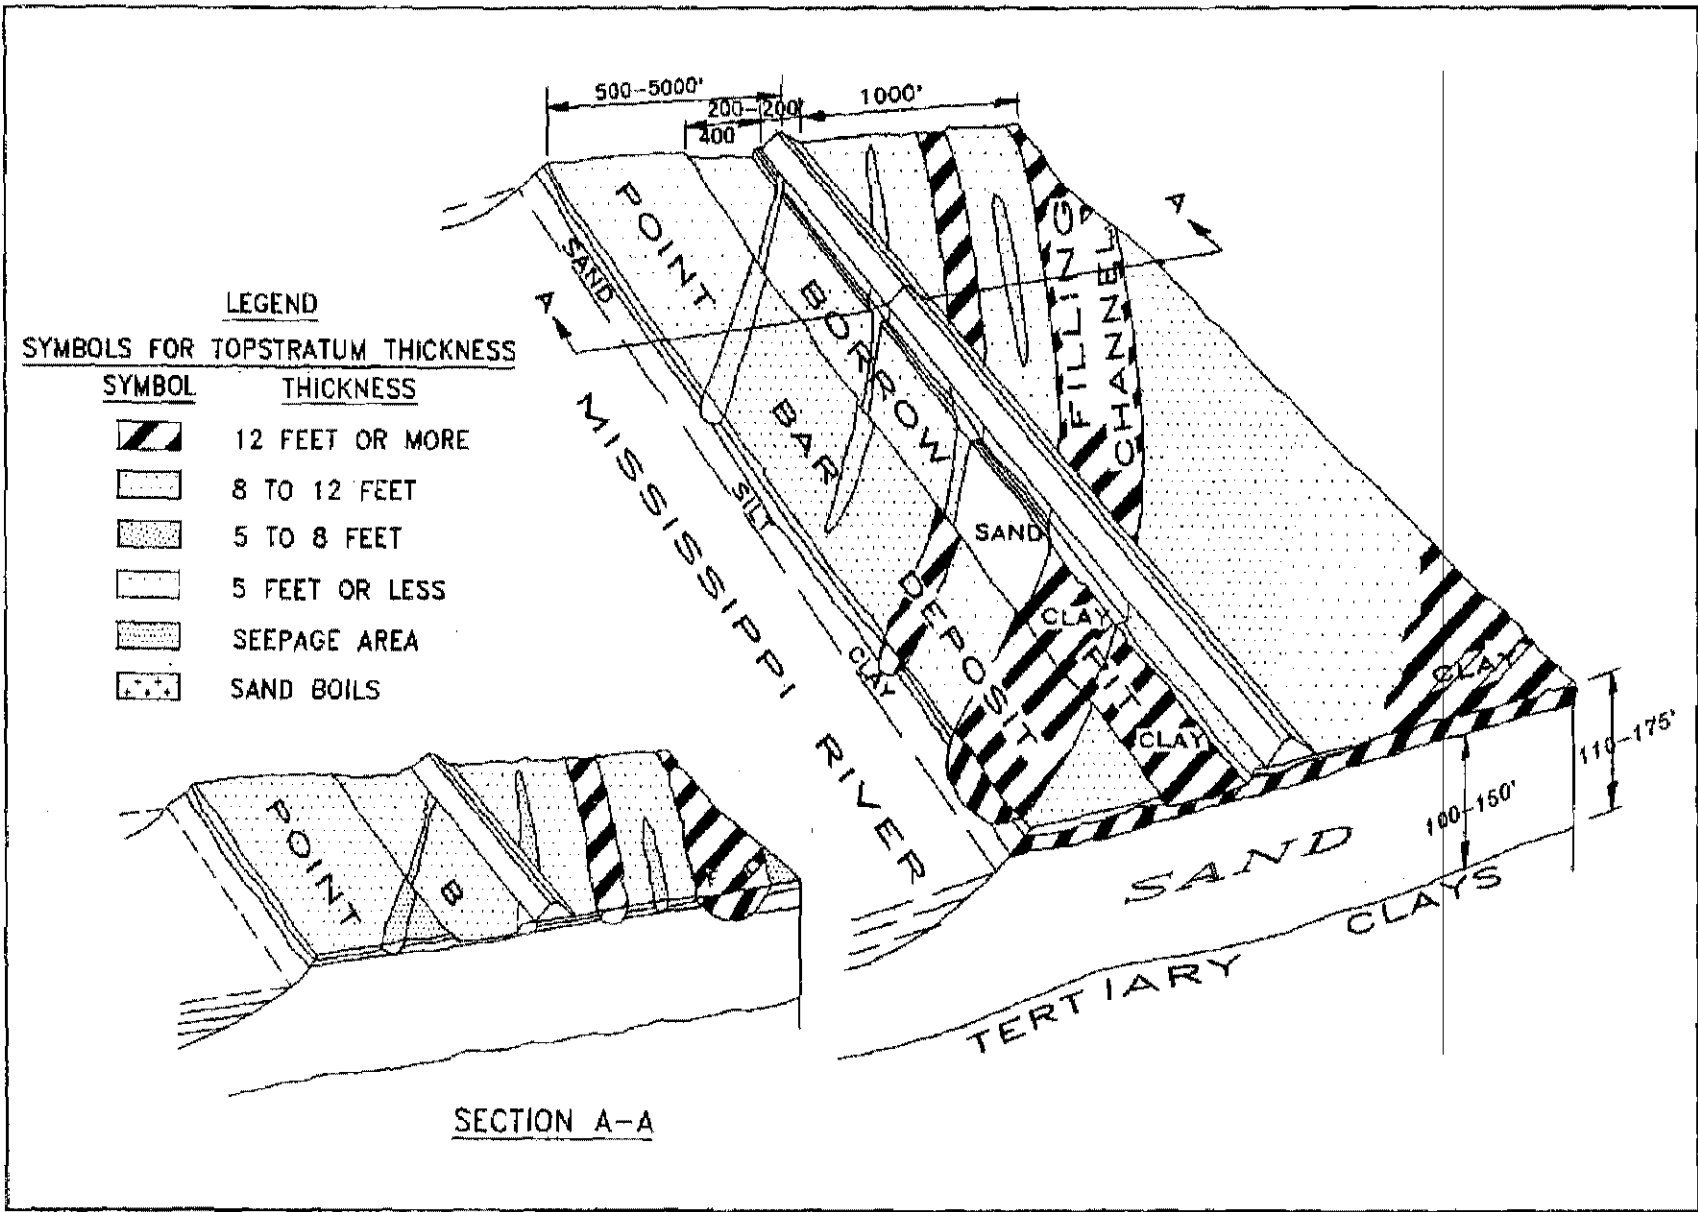 500-5000'
200-200'
400
1000'
A
A
POINT
BAR
DEPOSIT
BORROW
PIT
FILLING
CHANNEL
SAND
SILT
CLAY
SAND
CLAY
CLAY
CLAY
MISSISSIPPI RIVER
SAND
TERTIARY CLAYS
100-150'
110-175'
LEGEND
SYMBOLS FOR TOPSTRATUM THICKNESS
SYMBOL THICKNESS
12 FEET OR MORE
8 TO 12 FEET
5 TO 8 FEET
5 FEET OR LESS
SEEPAGE AREA
SAND BOILS
POINT
B
SECTION A-A